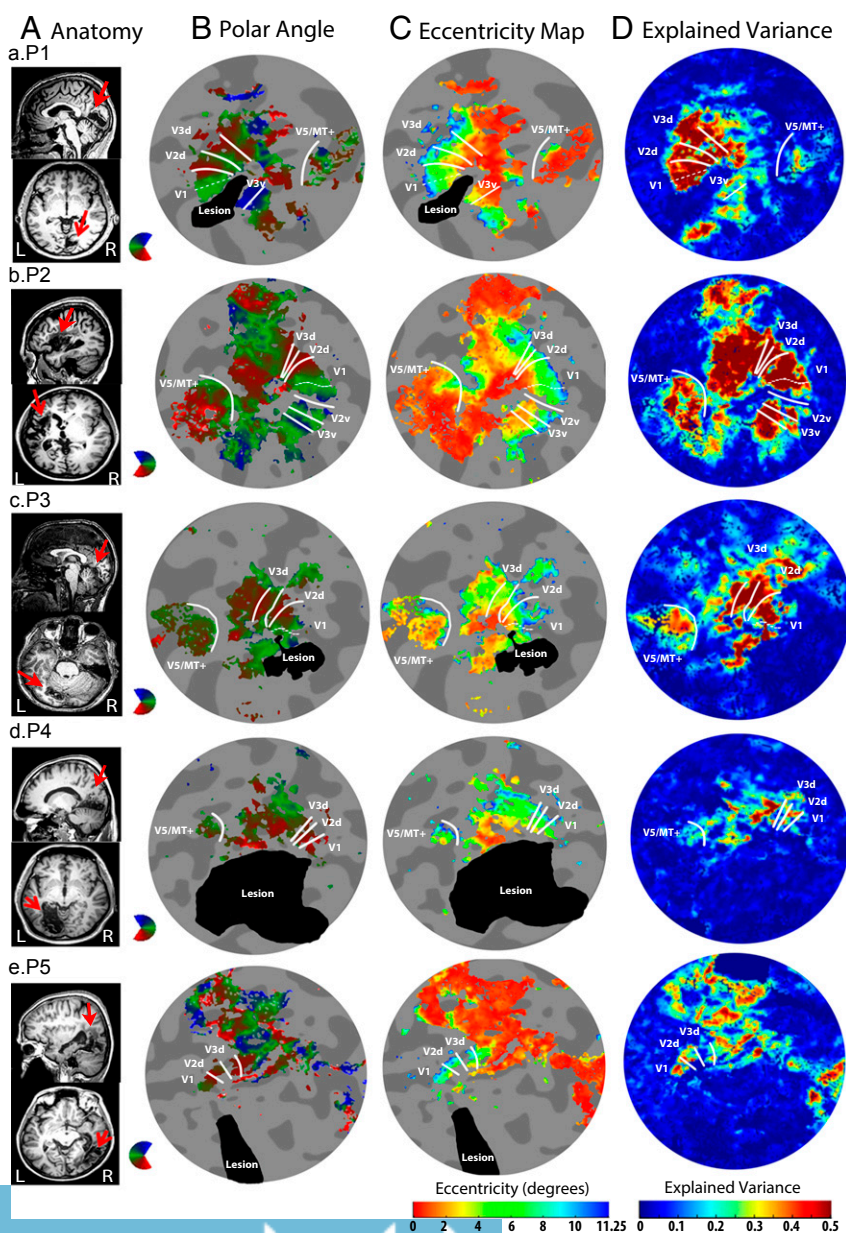 A Anatomy B Polar Angle C Eccentricity Map D Explained Variance
a.P1
V3d
V2d
V1
V5/MT+
V3v
Lesion
V3d
V2d
V1
V5/MT+
V3v
Lesion
V3d
V2d
V1
V5/MT+
V3v
L R
b.P2
V3d
V2d
V5/MT+
V1
V2v
V3v
V3d
V2d
V5/MT+
V1
V2v
V3v
V3d
V2d
V5/MT+
V1
V2v
V3v
L R
c.P3
V3d
V2d
V1
V5/MT+
Lesion
V3d
V2d
V1
V5/MT+
Lesion
V3d
V2d
V1
V5/MT+
L R
d.P4
V3d
V2d
V1
V5/MT+
Lesion
V3d
V2d
V1
V5/MT+
Lesion
V3d
V2d
V1
V5/MT+
L R
e.P5
V3d
V2d
V1
Lesion
V3d
V2d
V1
Lesion
V3d
V2d
V1
L R
Eccentricity (degrees) Explained Variance
0 2 4 6 8 10 11.25 0 0.1 0.2 0.3 0.4 0.5